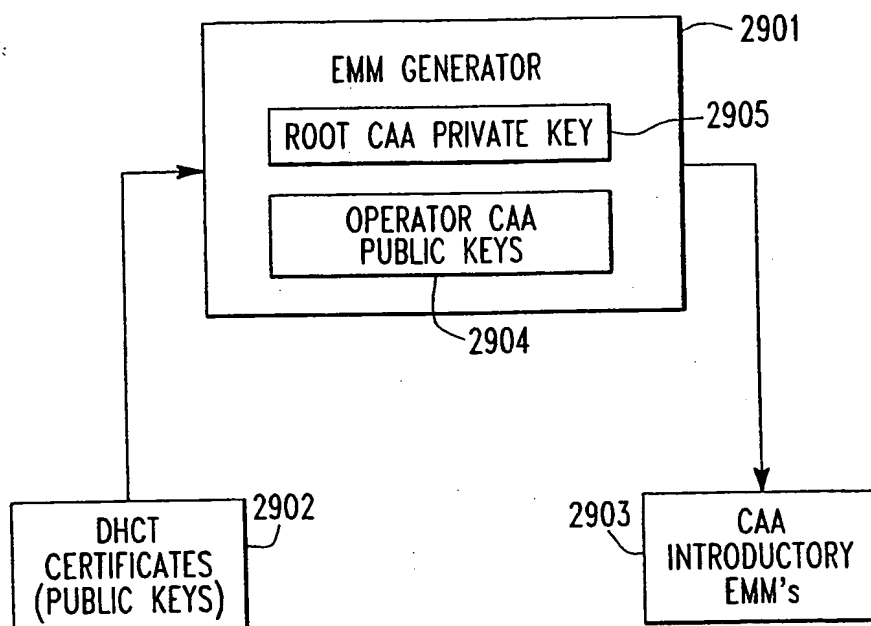 2901
EMM GENERATOR
ROOT CAA PRIVATE KEY
2905
OPERATOR CAA
PUBLIC KEYS
2904
DHCT
CERTIFICATES
(PUBLIC KEYS)
2902
2903
CAA
INTRODUCTORY
EMM's